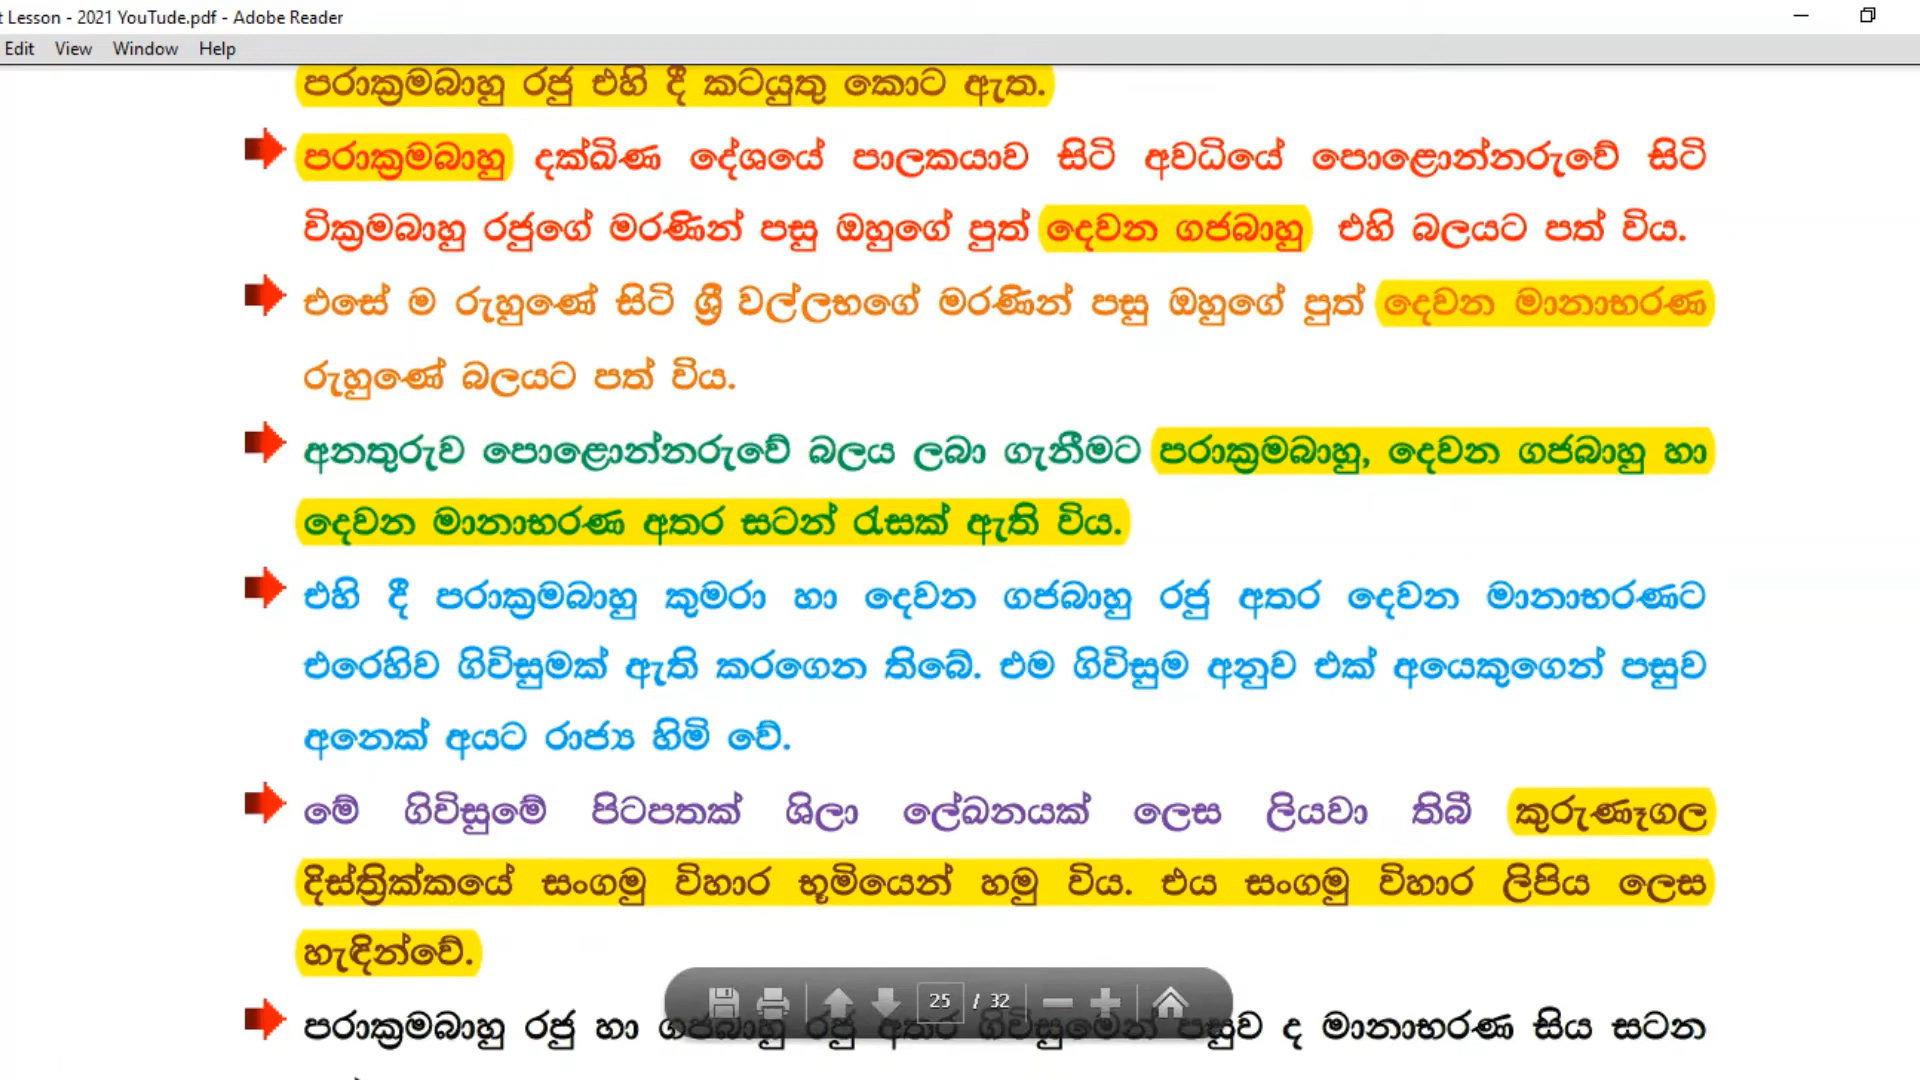 t Lesson - 2021 YouTude.pdf - Adobe Reader
Edit View Window Help
පරාක්‍රමබාහු රජු එහි දී කටයුතු කොට ඇත.
පරාක්‍රමබාහු දක්ඛිණ දේශයේ පාලකයාව සිටි අවධියේ පොළොන්නරුවේ සිටි
වික්‍රමබාහු රජුගේ මරණින් පසු ඔහුගේ පුත් දෙවන ගජබාහු එහි බලයට පත් විය.
එසේ ම රුහුණේ සිටි ශ්‍රී වල්ලභගේ මරණින් පසු ඔහුගේ පුත් දෙවන මානාභරණ
රුහුණේ බලයට පත් විය.
අනතුරුව පොළොන්නරුවේ බලය ලබා ගැනීමට පරාක්‍රමබාහු, දෙවන ගජබාහු හා
දෙවන මානාභරණ අතර සටන් රැසක් ඇති විය.
එහි දී පරාක්‍රමබාහු කුමරා හා දෙවන ගජබාහු රජු අතර දෙවන මානාභරණට
එරෙහිව ගිවිසුමක් ඇති කරගෙන තිබේ. එම ගිවිසුම අනුව එක් අයෙකුගෙන් පසුව
අනෙක් අයට රාජ්‍ය හිමි වේ.
මේ ගිවිසුමේ පිටපතක් ශිලා ලේඛනයක් ලෙස ලියවා තිබී කුරුණෑගල
දිස්ත්‍රික්කයේ සංගමු විහාර භූමියෙන් හමු විය. එය සංගමු විහාර ලිපිය ලෙස
හැඳින්වේ.
25 / 32
පරාක්‍රමබාහු රජු හා ගජබාහු රජු අතර ගිවිසුමෙන් පසුව ද මානාභරණ සිය සටන